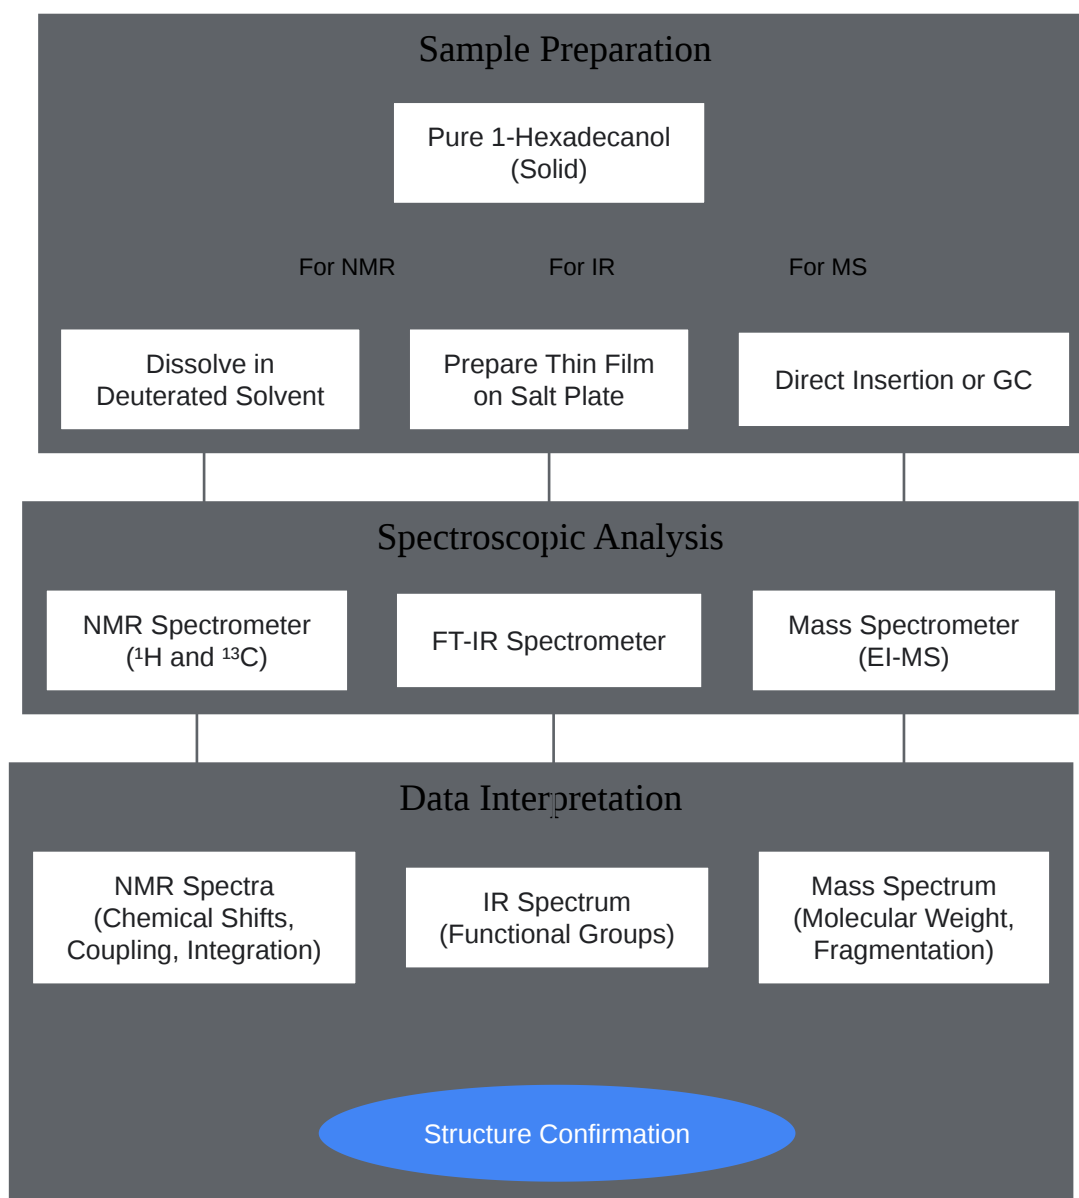 Sample Preparation
Pure 1-Hexadecanol
(Solid)
For NMR
For IR
For MS
Dissolve in
Deuterated Solvent
Prepare Thin Film
on Salt Plate
Direct Insertion or GC
Spectroscopic Analysis
NMR Spectrometer
(¹H and ¹³C)
FT-IR Spectrometer
Mass Spectrometer
(EI-MS)
Data Interpretation
NMR Spectra
(Chemical Shifts,
Coupling, Integration)
IR Spectrum
(Functional Groups)
Mass Spectrum
(Molecular Weight,
Fragmentation)
Structure Confirmation